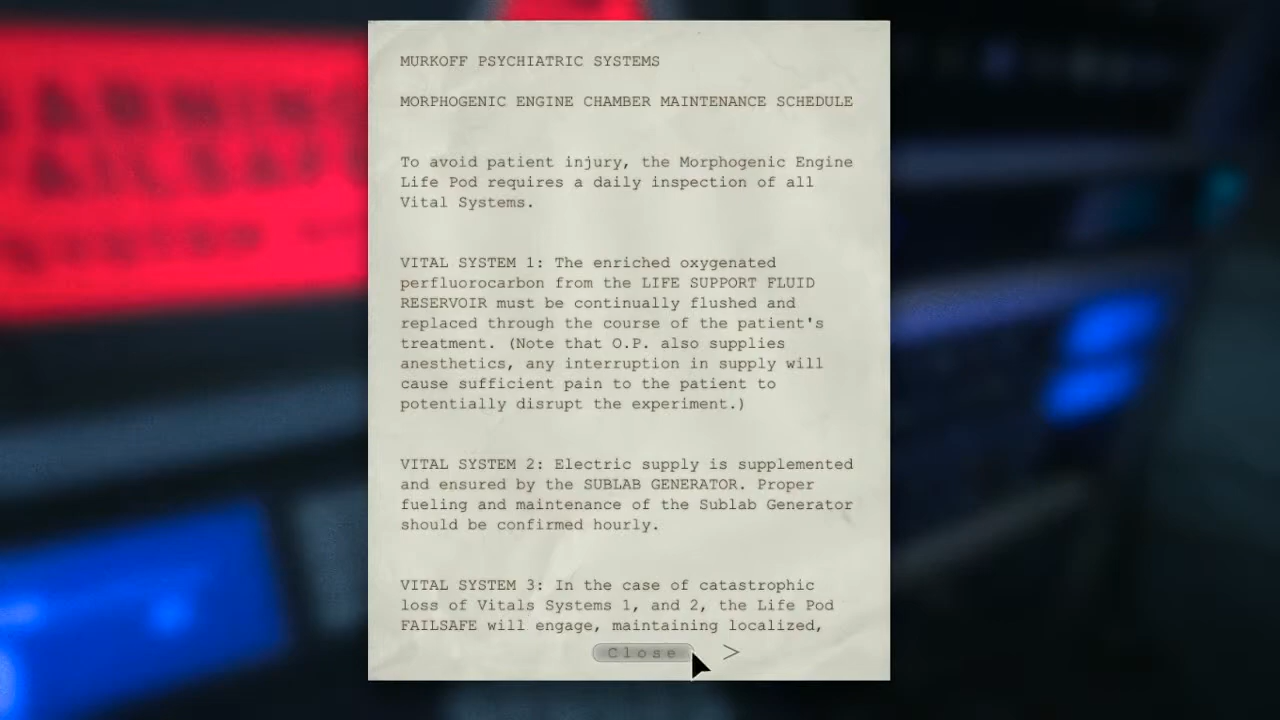 MURKOFF PSYCHIATRIC SYSTEMS
MORPHOGENIC ENGINE CHAMBER MAINTENANCE SCHEDULE
To avoid patient injury, the Morphogenic Engine
Life Pod requires a daily inspection of all
Vital Systems.
VITAL SYSTEM 1: The enriched oxygenated
perfluorocarbon from the LIFE SUPPORT FLUID
RESERVOIR must be continually flushed and
replaced through the course of the patient's
treatment. (Note that O.P. also supplies
anesthetics, any interruption in supply will
cause sufficient pain to the patient to
potentially disrupt the experiment.)
VITAL SYSTEM 2: Electric supply is supplemented
and ensured by the SUBLAB GENERATOR. Proper
fueling and maintenance of the Sublab Generator
should be confirmed hourly.
VITAL SYSTEM 3: In the case of catastrophic
loss of Vitals Systems 1, and 2, the Life Pod
FAILSAFE will engage, maintaining localized,
Close >